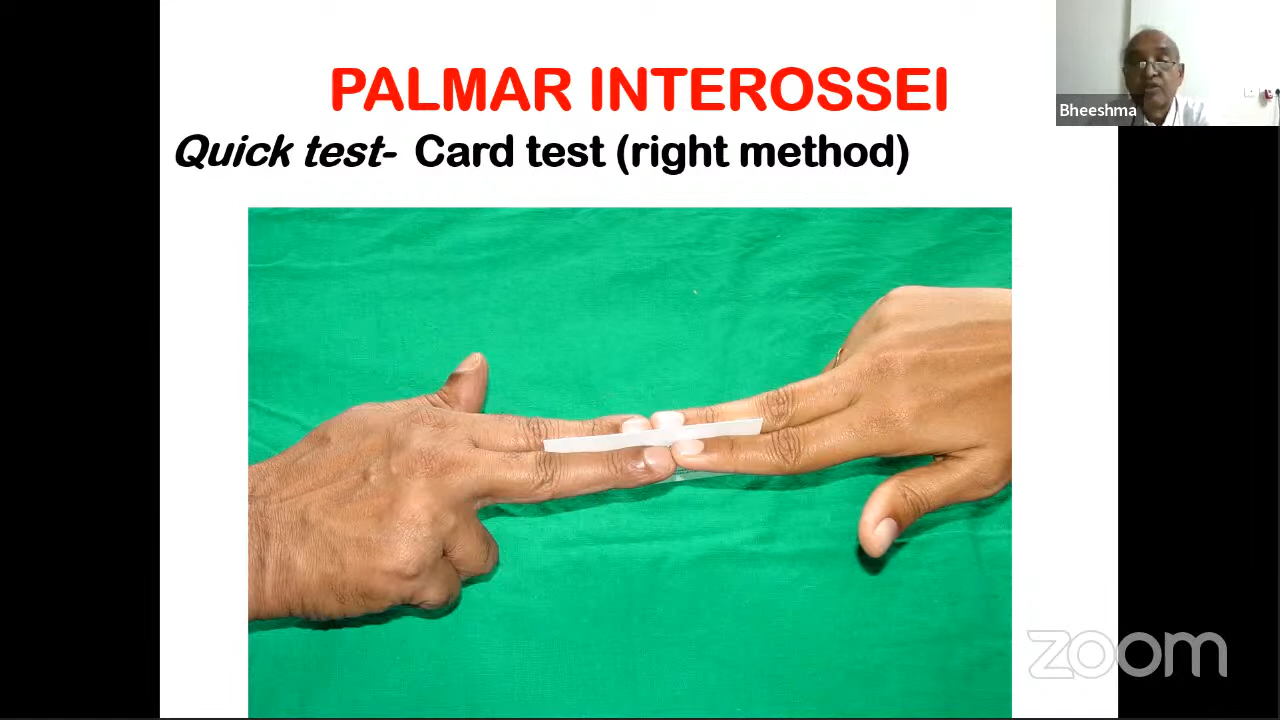 PALMAR INTEROSSEI
Quick test- Card test (right method)
Bheeshma
zoom